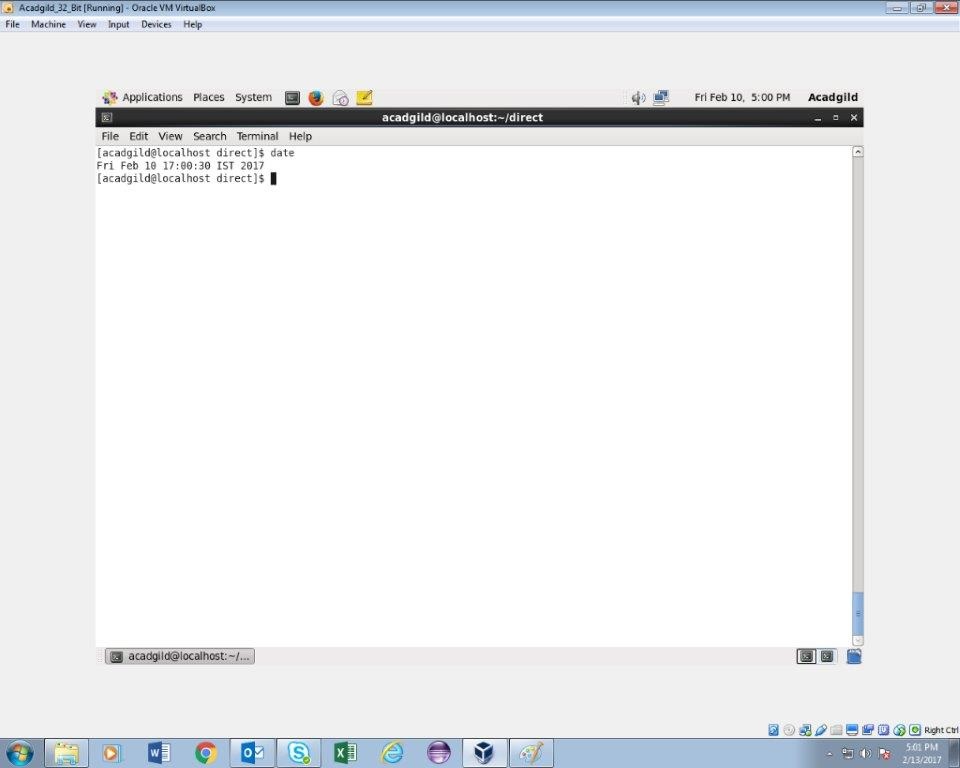 Acadgild_32_Bit [Running] - Oracle VM VirtualBox
File Machine View Input Devices Help
Applications Places System Fri Feb 10, 5:00 PM Acadgild
acadgild@localhost:~/direct
File Edit View Search Terminal Help
[acadgild@localhost direct]$ date
Fri Feb 10 17:00:30 IST 2017
[acadgild@localhost direct]$
acadgild@localhost:~/...
Right Ctrl
5:01 PM
2/13/2017